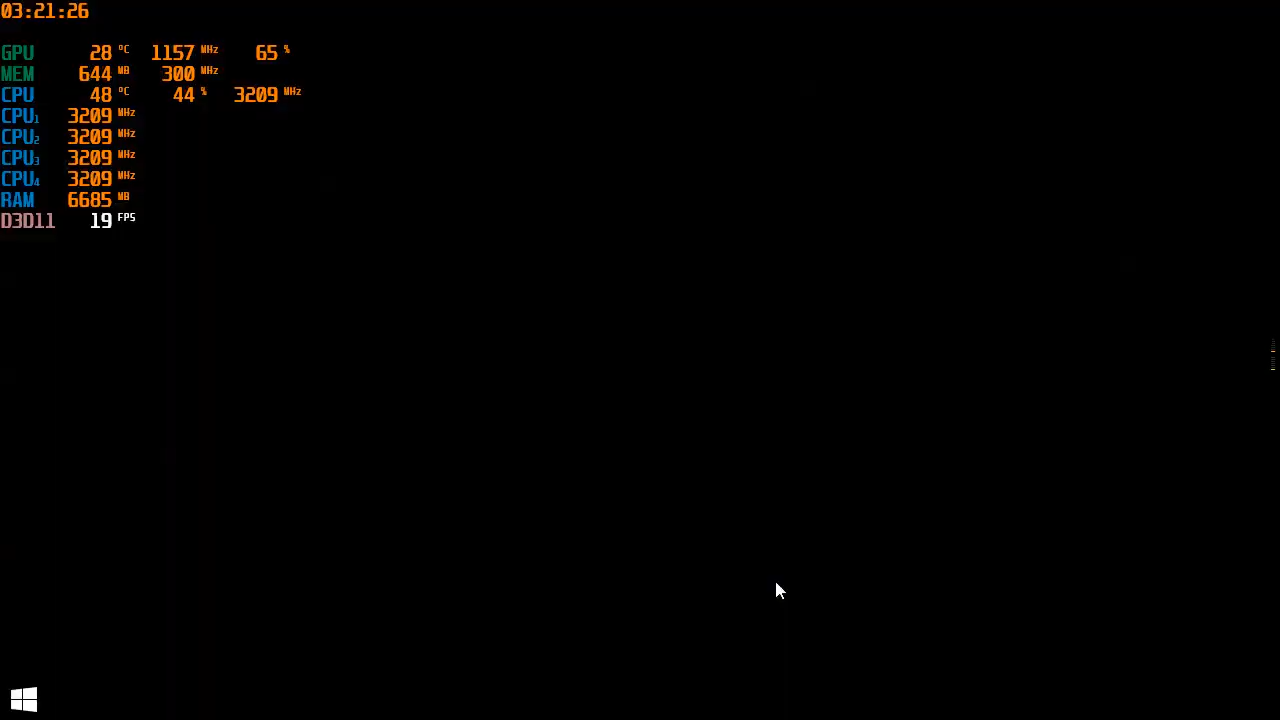 03:21:26
GPU 28 °C 1157 MHz 65 %
MEM 644 MB 300 MHz
CPU 48 °C 44 % 3209 MHz
CPU1 3209 MHz
CPU2 3209 MHz
CPU3 3209 MHz
CPU4 3209 MHz
RAM 6685 MB
D3D11 19 FPS